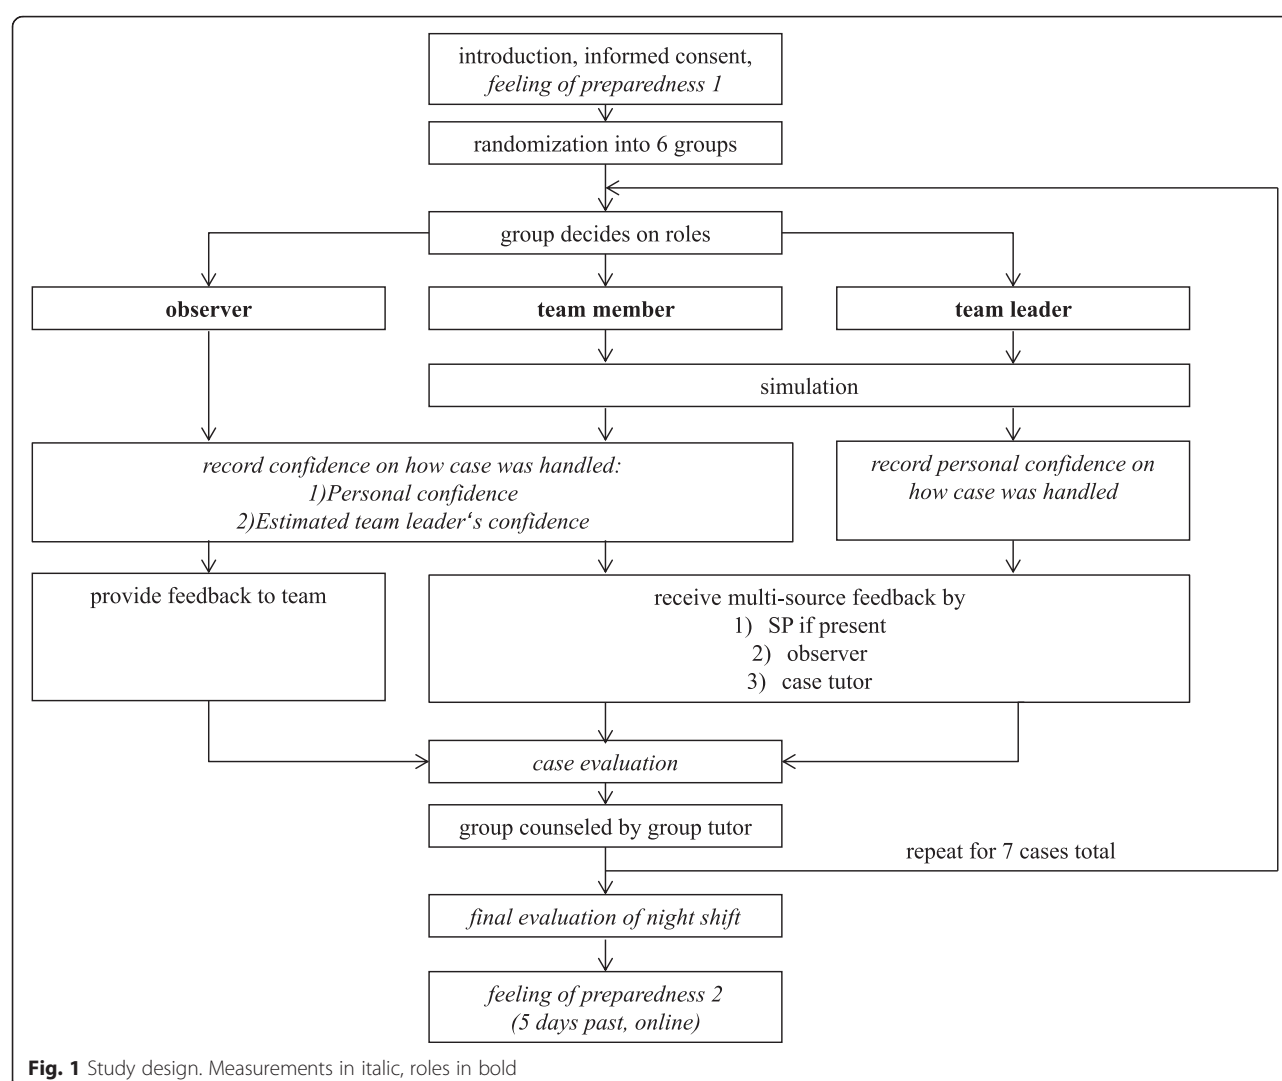 introduction, informed consent,
feeling of preparedness 1
randomization into 6 groups
group decides on roles
observer
team member
team leader
simulation
record confidence on how case was handled:
1)Personal confidence
2)Estimated team leader‘s confidence
record personal confidence on
how case was handled
provide feedback to team
receive multi-source feedback by
1) SP if present
2) observer
3) case tutor
case evaluation
group counseled by group tutor
repeat for 7 cases total
final evaluation of night shift
feeling of preparedness 2
(5 days past, online)
Fig. 1 Study design. Measurements in italic, roles in bold